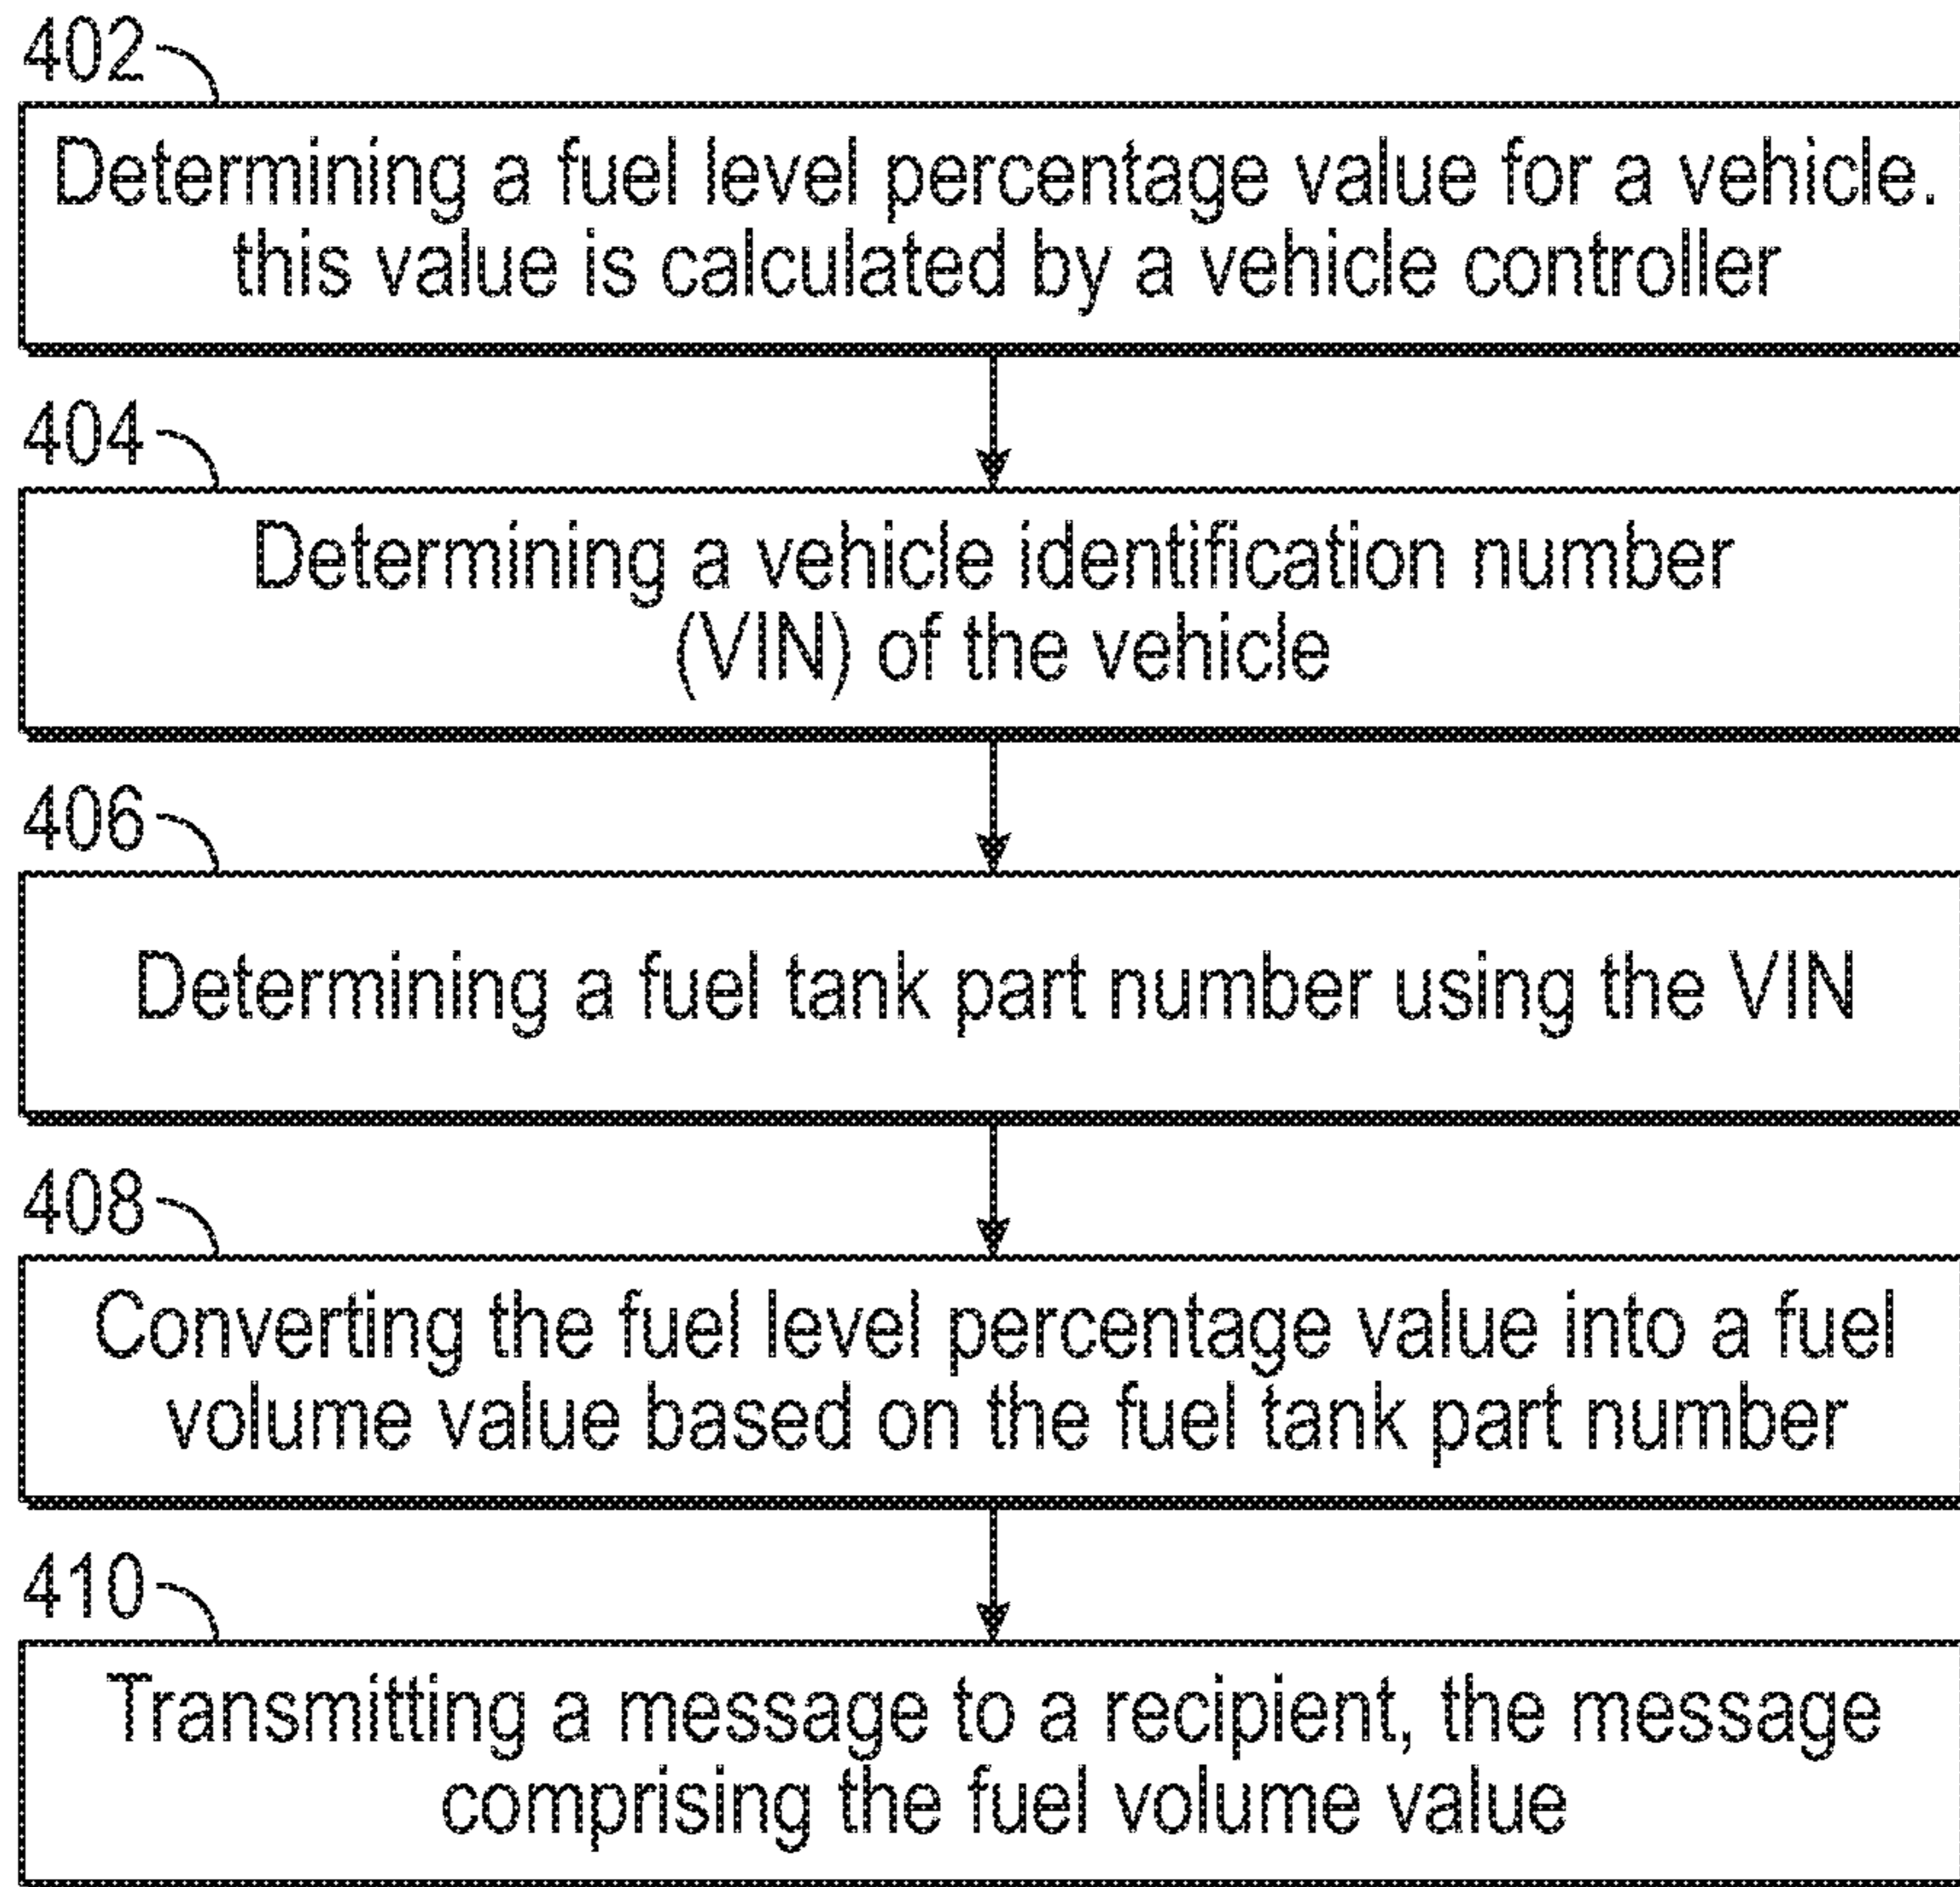 402
Determining a fuel level percentage value for a vehicle.
this value is calculated by a vehicle controller
404
Determining a vehicle identification number
(VIN) of the vehicle
406
Determining a fuel tank part number using the VIN
408
Converting the fuel level percentage value into a fuel
volume value based on the fuel tank part number
410
Transmitting a message to a recipient, the message
comprising the fuel volume value